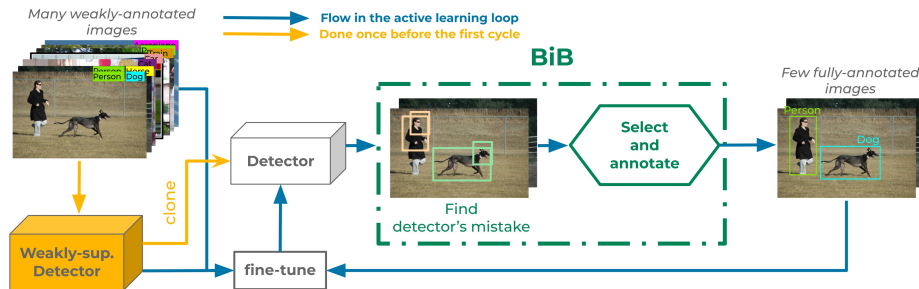 Many weakly-annotated
images
Flow in the active learning loop
Done once before the first cycle
BiB
Few fully-annotated
images
Train
Person
Horse
Person
Dog
Person
Dog
Detector
Select
and
annotate
clone
Find
detector's mistake
Weakly-sup.
Detector
fine-tune